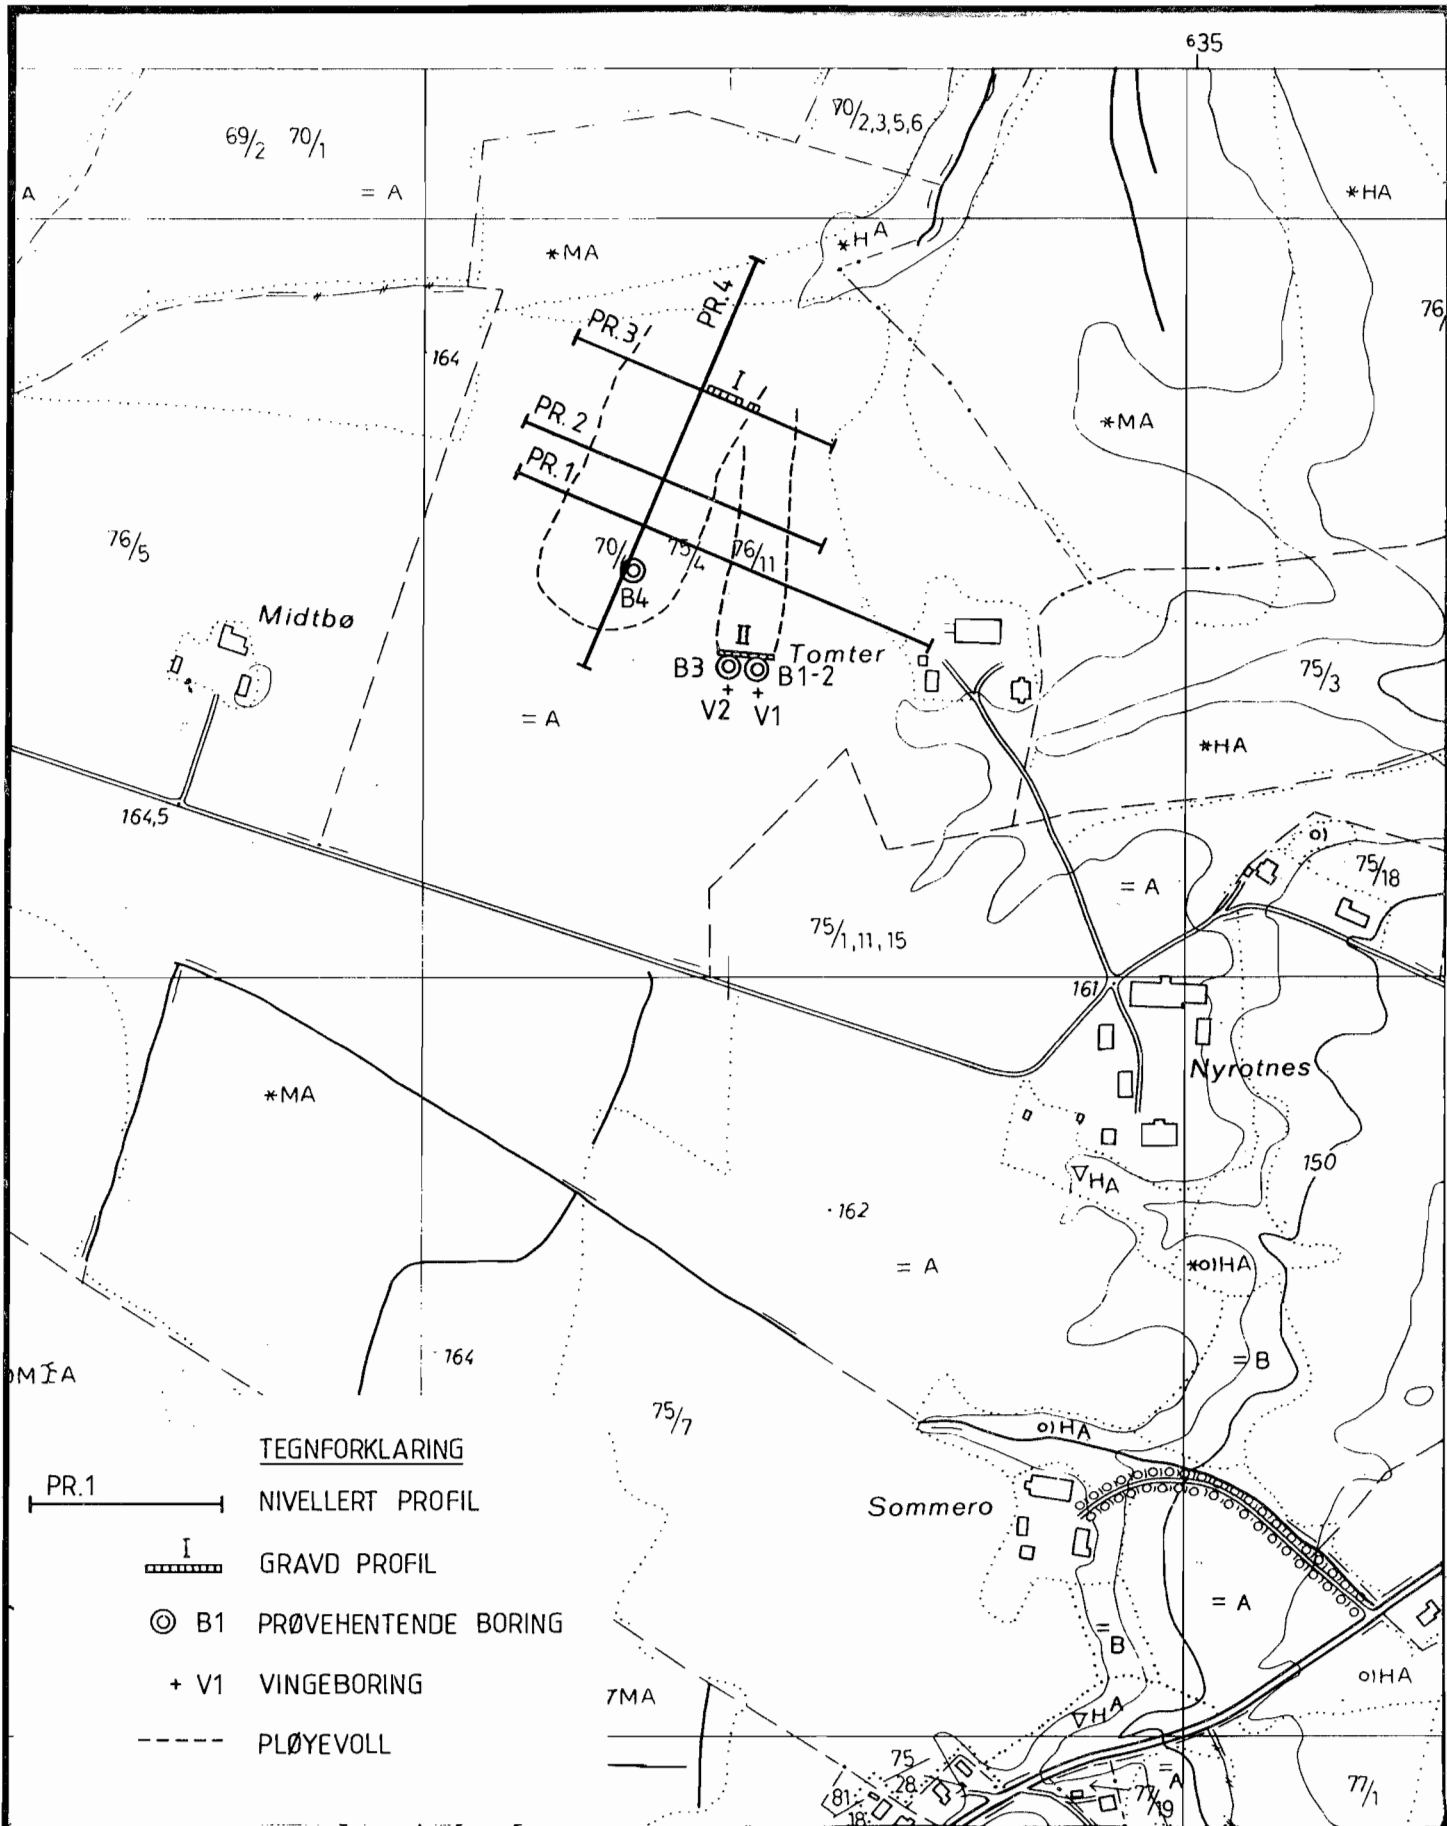 635
70/2,3,5,6
69/2 70/1
A
= A
*HA
*HA
*MA
76/
PR.4
PR.3
164
I
PR.2
*MA
PR.1
76/5
70/
75/4
76/11
B4
Midtbø
II
Tomter
B3
B1-2
75/3
V2
V1
= A
*HA
164,5
75/18
= A
75/1,11,15
161
Nyrotnes
*MA
150
HA
162
*HA
= A
= B
164
A
75/7
HA
TEGNFORKLARING
PR.1
NIVELLERT PROFIL
Sommero
I
GRAVD PROFIL
= A
B1 PRØVEHENTENDE BORING
= B
+ V1 VINGEBORING
HA
MA
HA
PLØYEVOLL
75
28
= A
77/1
81
18
77/19